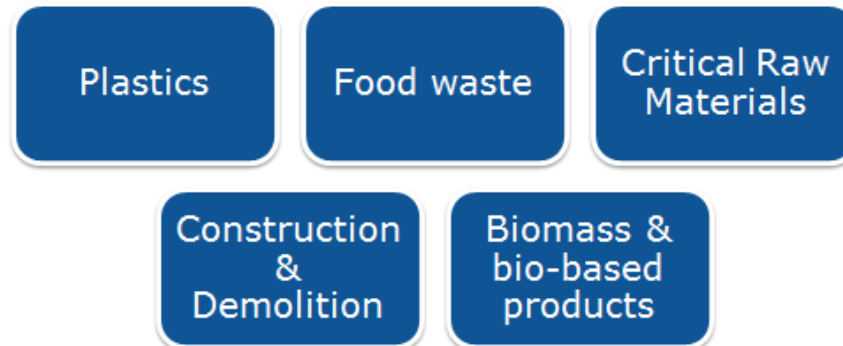 Plastics
Food waste
Critical Raw
Materials
Construction
&
Demolition
Biomass &
bio-based
products